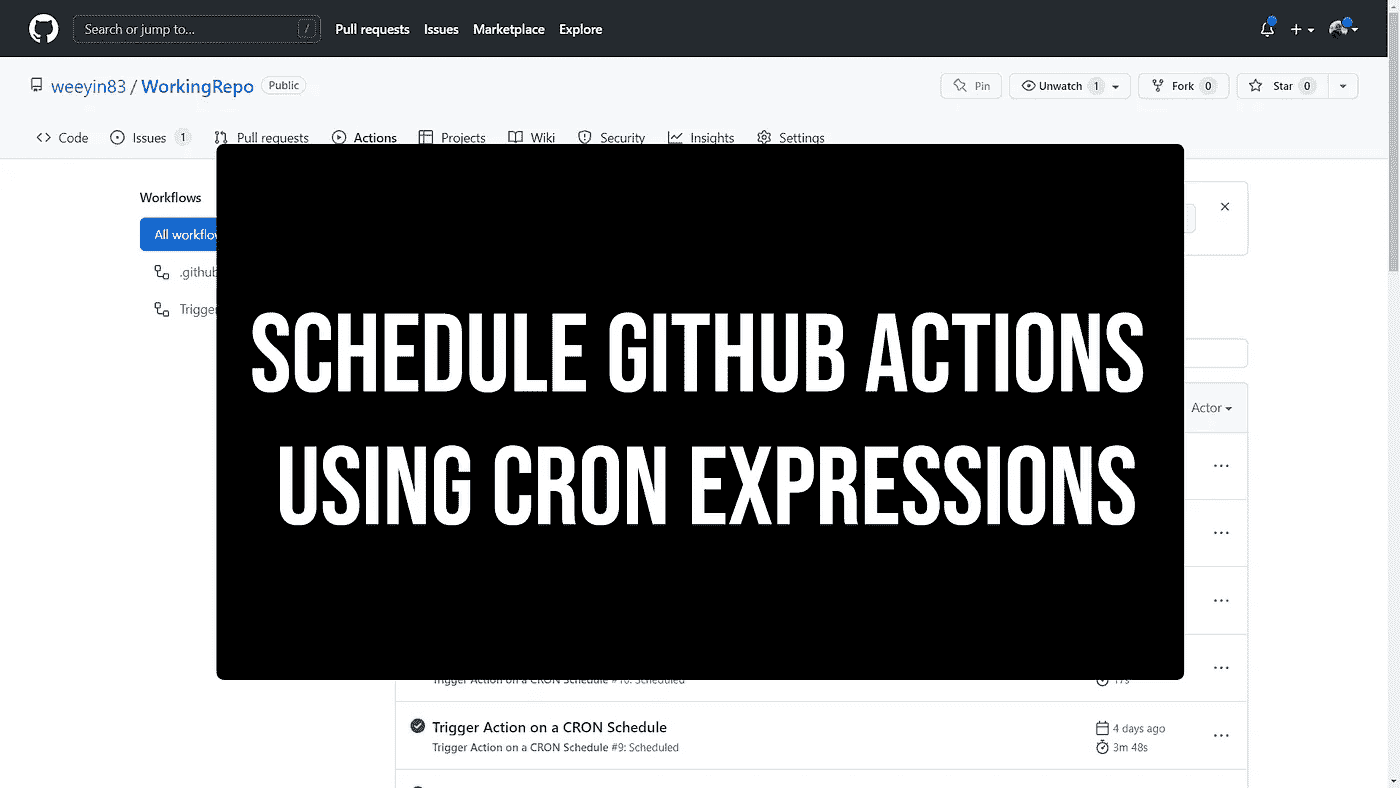 Search or jump to... /
Pull requests Issues Marketplace Explore
weeyin83 / WorkingRepo Public
Pin Unwatch 1 Fork 0 Star 0
Code Issues 1 Pull requests Actions Projects Wiki Security Insights Settings
Workflows
All workflow
.github
Trigger
SCHEDULE GITHUB ACTIONS
USING CRON EXPRESSIONS
Actor
Trigger Action on a CRON Schedule #10: Scheduled
17s
Trigger Action on a CRON Schedule
4 days ago
Trigger Action on a CRON Schedule #9: Scheduled
3m 48s